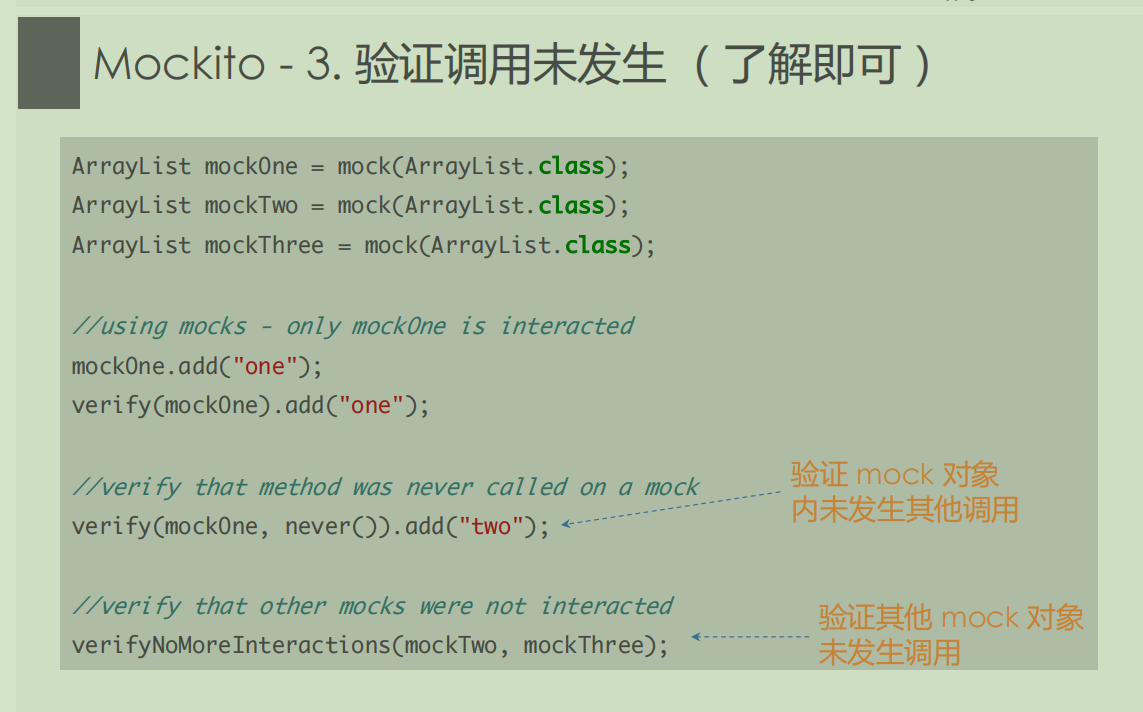 Mockito - 3. 验证调用未发生 （了解即可）
ArrayList mockOne = mock(ArrayList.class);
ArrayList mockTwo = mock(ArrayList.class);
ArrayList mockThree = mock(ArrayList.class);
//using mocks - only mockOne is interacted
mockOne.add("one");
verify(mockOne).add("one");
//verify that method was never called on a mock
verify(mockOne, never()).add("two");
验证 mock 对象
内未发生其他调用
//verify that other mocks were not interacted
verifyNoMoreInteractions(mockTwo, mockThree);
验证其他 mock 对象
未发生调用